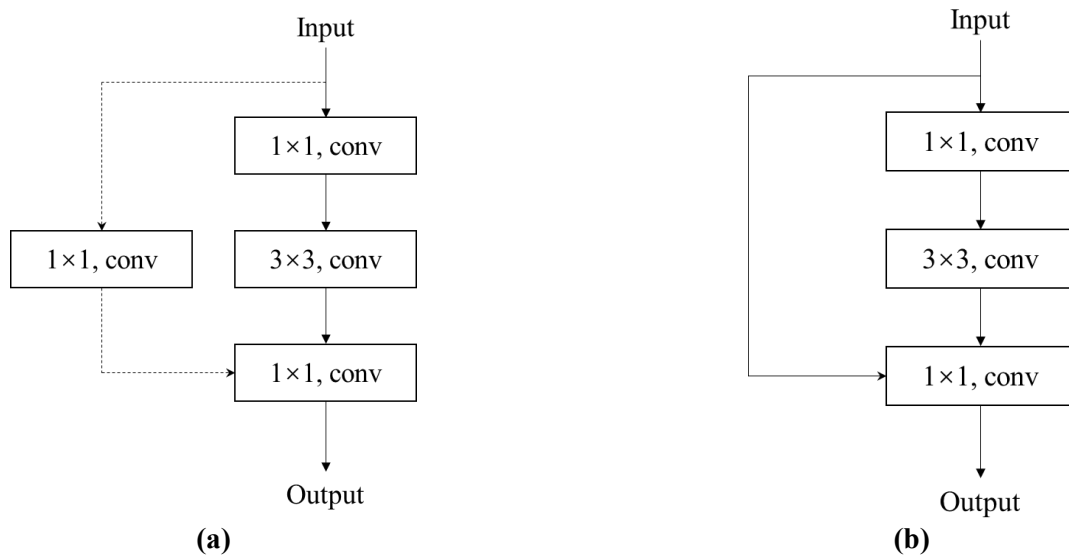 Input
1×1, conv
1×1, conv
3×3, conv
1×1, conv
Output
(a)
Input
1×1, conv
3×3, conv
1×1, conv
Output
(b)